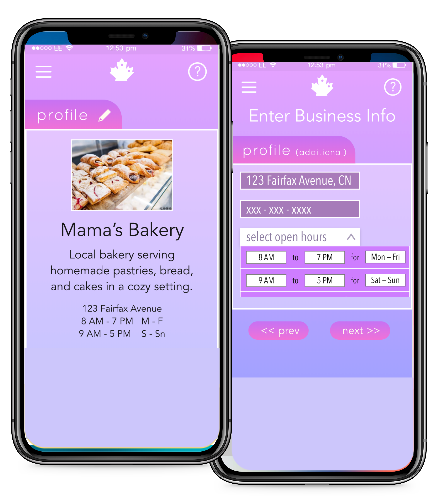 ●●○○○ LL 12:53 pm 31%
?
profile
Mama's Bakery
Local bakery serving
homemade pastries, bread,
and cakes in a cozy setting.
123 Fairfax Avenue
8 AM - 7 PM M - F
9 AM - 5 PM S - Sn
12:53 pm 31%
?
Enter Business Info
profile (additional)
123 Fairfax Avenue, CN
xxx - xxx - xxxx
select open hours
8 AM to 7 PM for Mon – Fri
9 AM to 5 PM for Sat – Sun
<< prev next >>